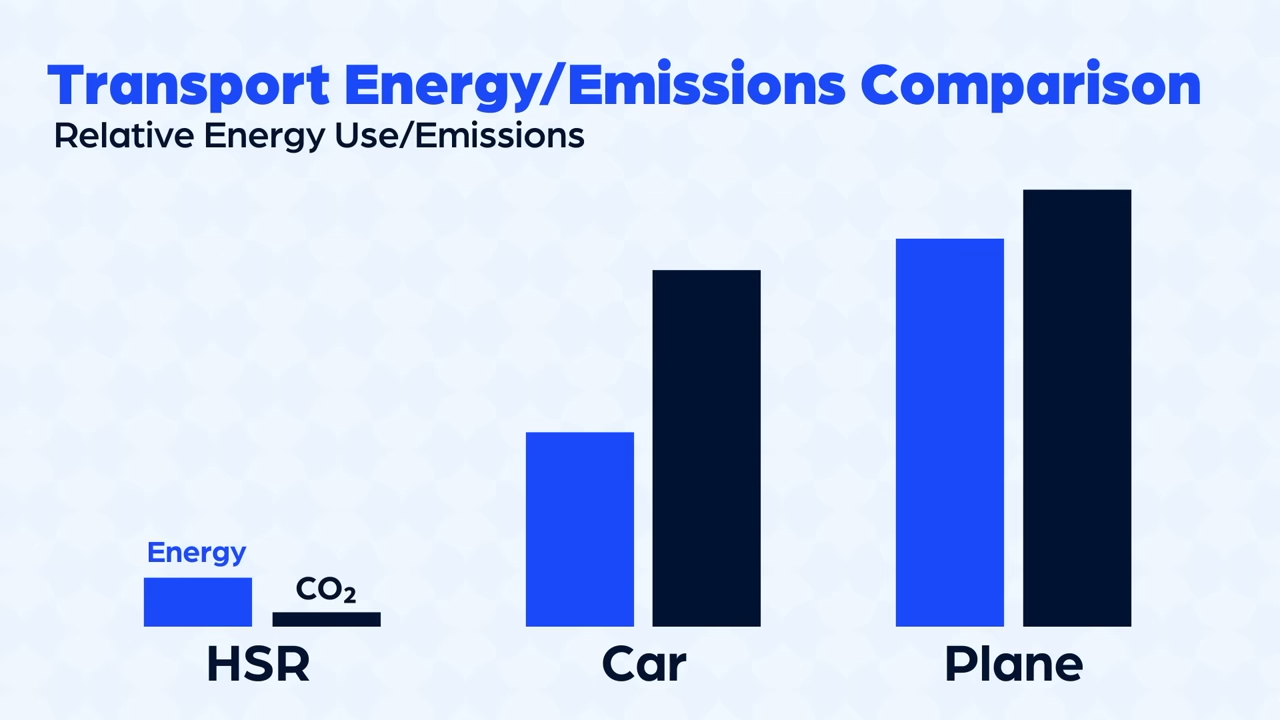 Transport Energy/Emissions Comparison
Relative Energy Use/Emissions
Energy
CO₂
HSR
Car
Plane